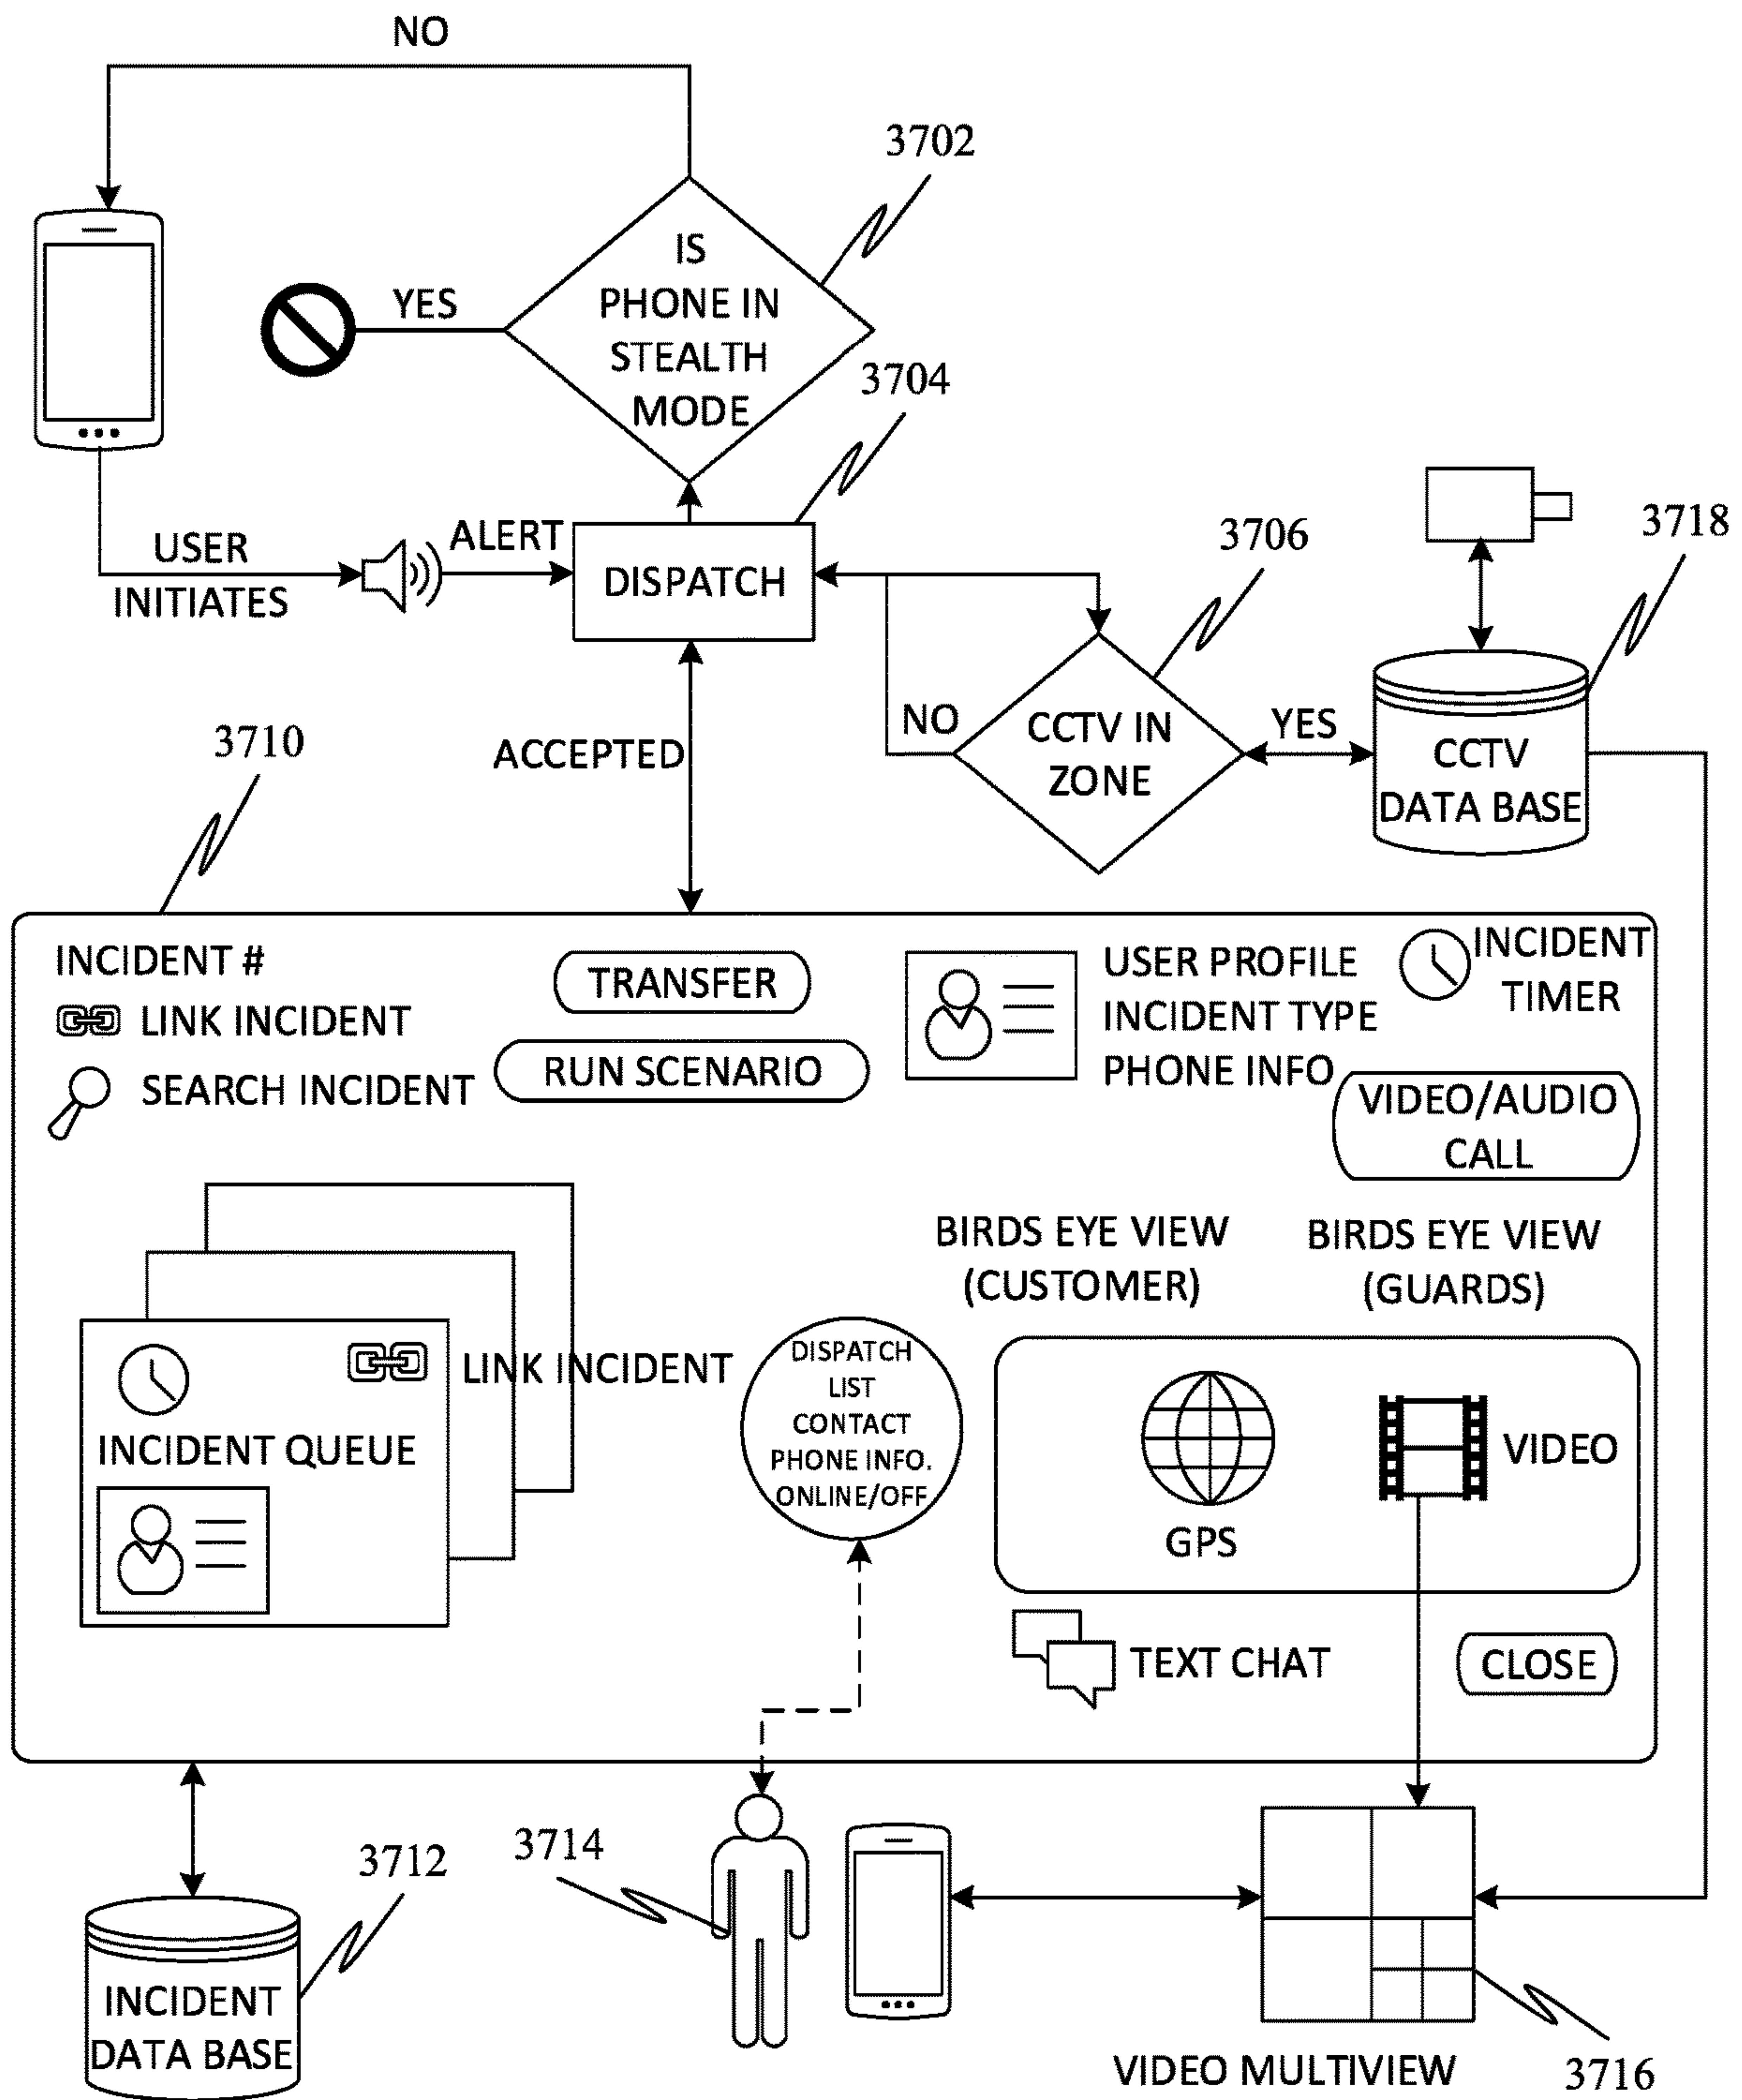 NO
3702
IS
PHONE IN
STEALTH
MODE
YES
3704
USER
INITIATES
ALERT
DISPATCH
3706
3718
NO
CCTV IN
ZONE
YES
CCTV
DATA BASE
ACCEPTED
3710
INCIDENT #
LINK INCIDENT
SEARCH INCIDENT
TRANSFER
RUN SCENARIO
USER PROFILE
INCIDENT TYPE
PHONE INFO
INCIDENT
TIMER
VIDEO/AUDIO
CALL
BIRDS EYE VIEW
(CUSTOMER)
BIRDS EYE VIEW
(GUARDS)
LINK INCIDENT
INCIDENT QUEUE
DISPATCH
LIST
CONTACT
PHONE INFO.
ONLINE/OFF
GPS
VIDEO
TEXT CHAT
CLOSE
3712
INCIDENT
DATA BASE
3714
VIDEO MULTIVIEW
3716